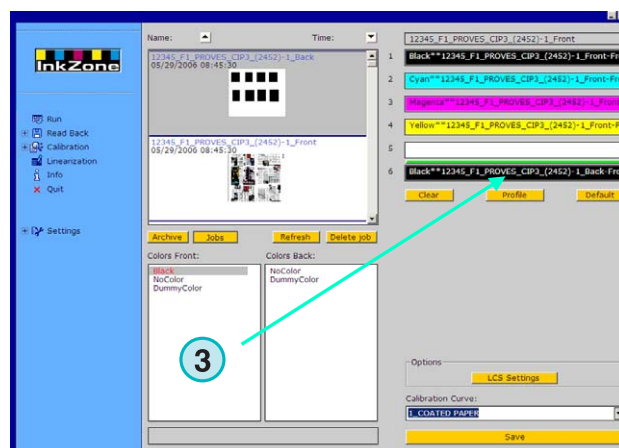 InkZone
Run
Read Back
Calibration
Linearization
Info
Quit
Settings
Name:
Time:
12345_F1_PROVES_CIP3_(2452)-1_Back
05/29/2006 08:45:30
12345_F1_PROVES_CIP3_(2452)-1_Front
05/29/2006 08:45:30
Archive
Jobs
Refresh
Delete job
Colors Front:
Colors Back:
Black
NoColor
DummyColor
NoColor
DummyColor
3
12345_F1_PROVES_CIP3_(2452)-1_Front
1 Black**12345_F1_PROVES_CIP3_(2452)-1_Front-Fro
2 Cyan**12345_F1_PROVES_CIP3_(2452)-1_Front-Fron
3 Magenta**12345_F1_PROVES_CIP3_(2452)-1_Front
4 Yellow**12345_F1_PROVES_CIP3_(2452)-1_Front-F
5
6 Black**12345_F1_PROVES_CIP3_(2452)-1_Back-Fro
Clear
Profile
Default
Options
LCS Settings
Calibration Curve:
1_COATED PAPER
Save